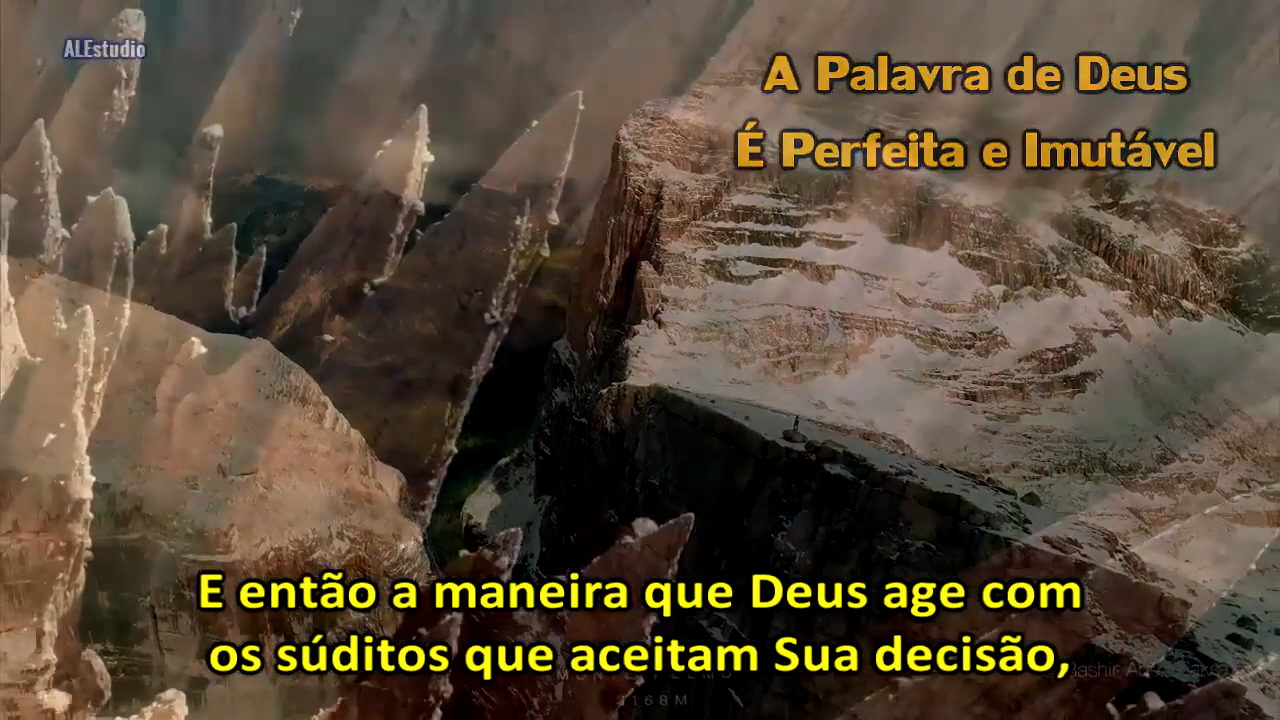 ALEstudio
A Palavra de Deus
É Perfeita e Imutável
E então a maneira que Deus age com
os súditos que aceitam Sua decisão,